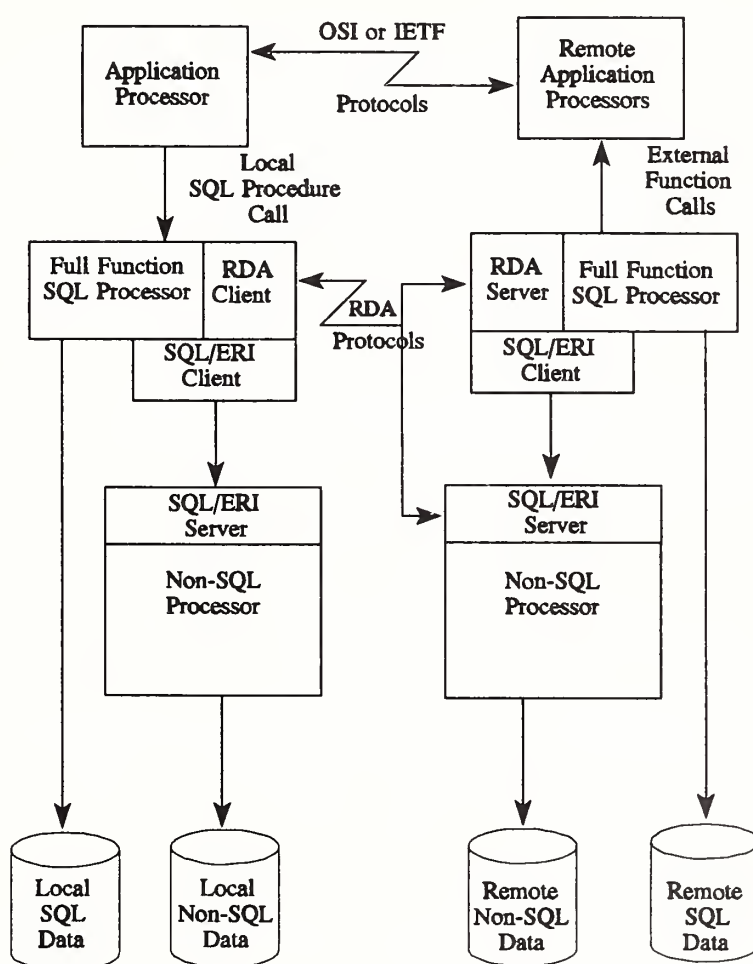 OSI or IETF
Protocols
Application
Processor
Remote
Application
Processors
Local
SQL Procedure
Call
External
Function
Calls
Full Function
SQL Processor
RDA
Client
RDA
Protocols
RDA
Server
Full Function
SQL Processor
SQL/ERI
Client
SQL/ERI
Client
SQL/ERI
Server
SQL/ERI
Server
Non-SQL
Processor
Non-SQL
Processor
Local
SQL
Data
Local
Non-SQL
Data
Remote
Non-SQL
Data
Remote
SQL
Data